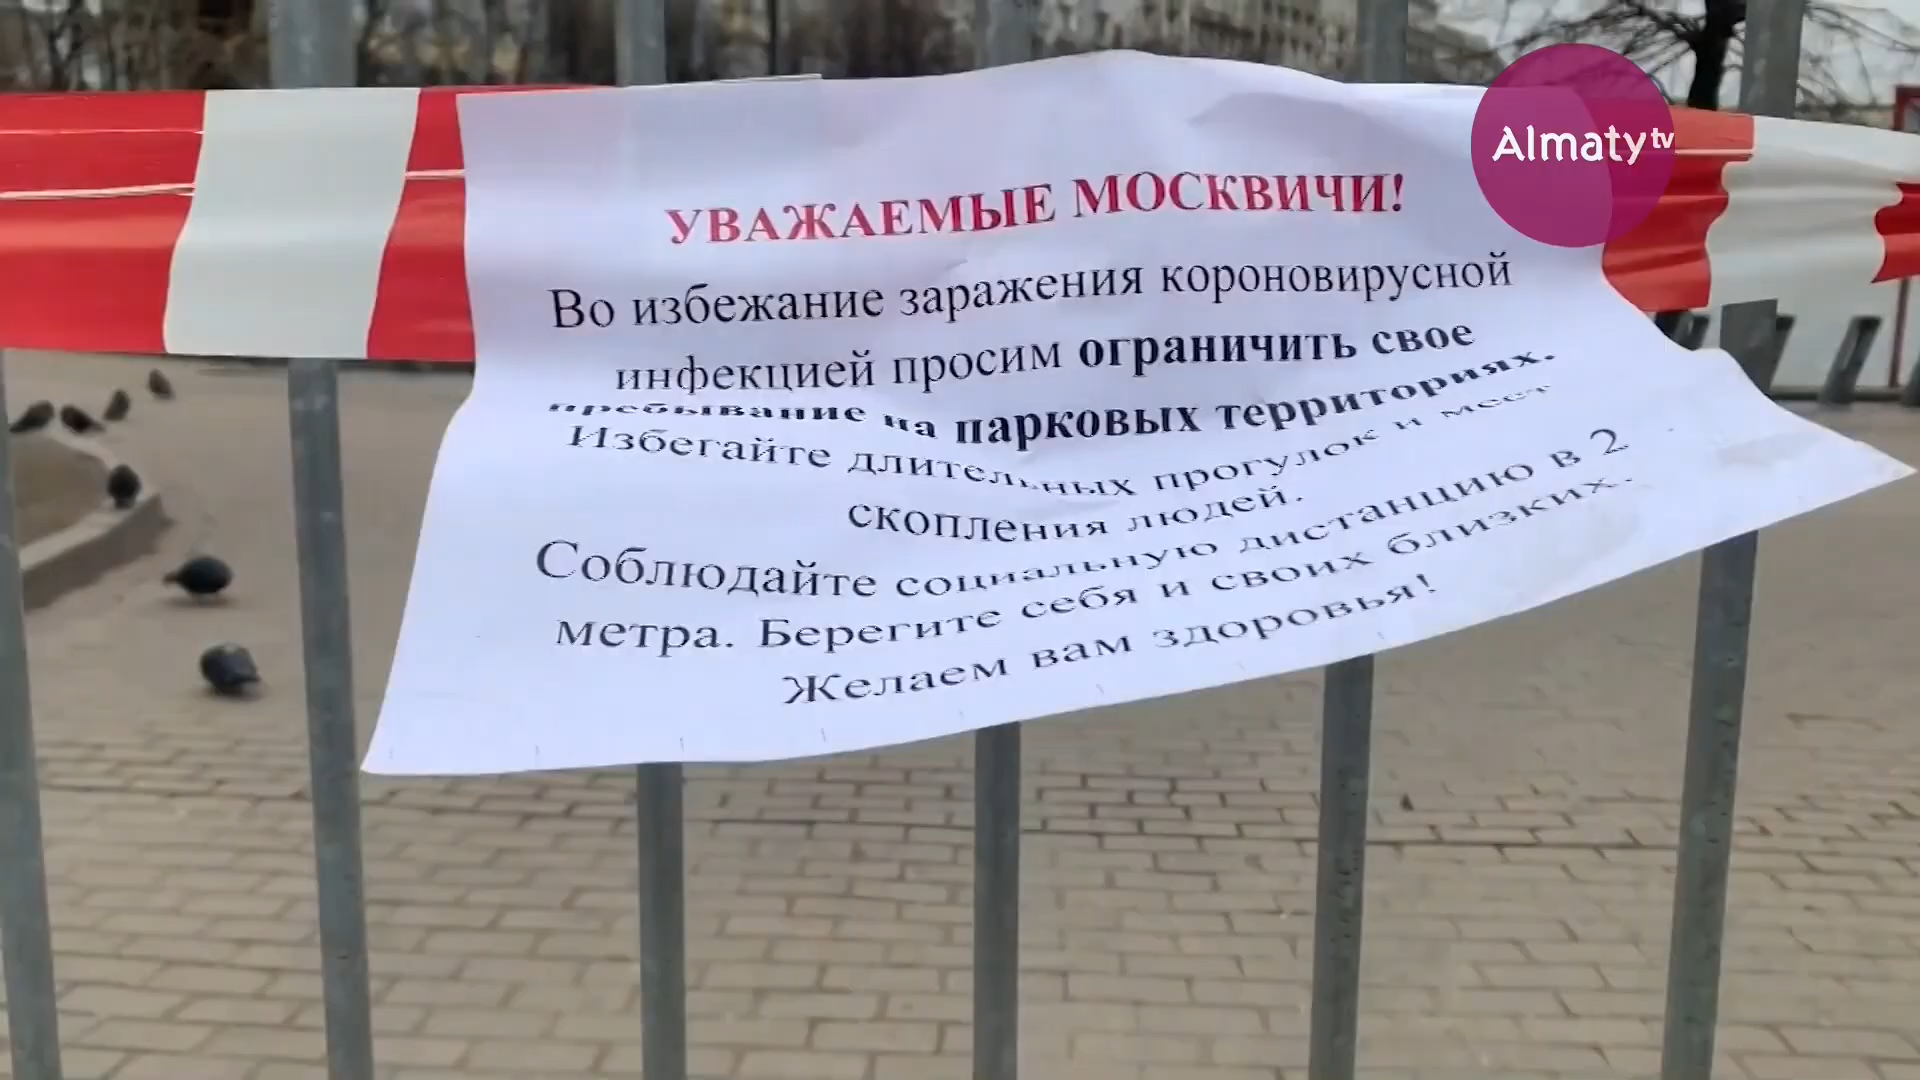 Almaty tv
УВАЖАЕМЫЕ МОСКВИЧИ!
Во избежание заражения короновирусной
инфекцией просим ограничить свое
пребывание на парковых территориях.
Избегайте длительных прогулок и мест
скопления людей.
Соблюдайте социальную дистанцию в 2
метра. Берегите себя и своих близких.
Желаем вам здоровья!